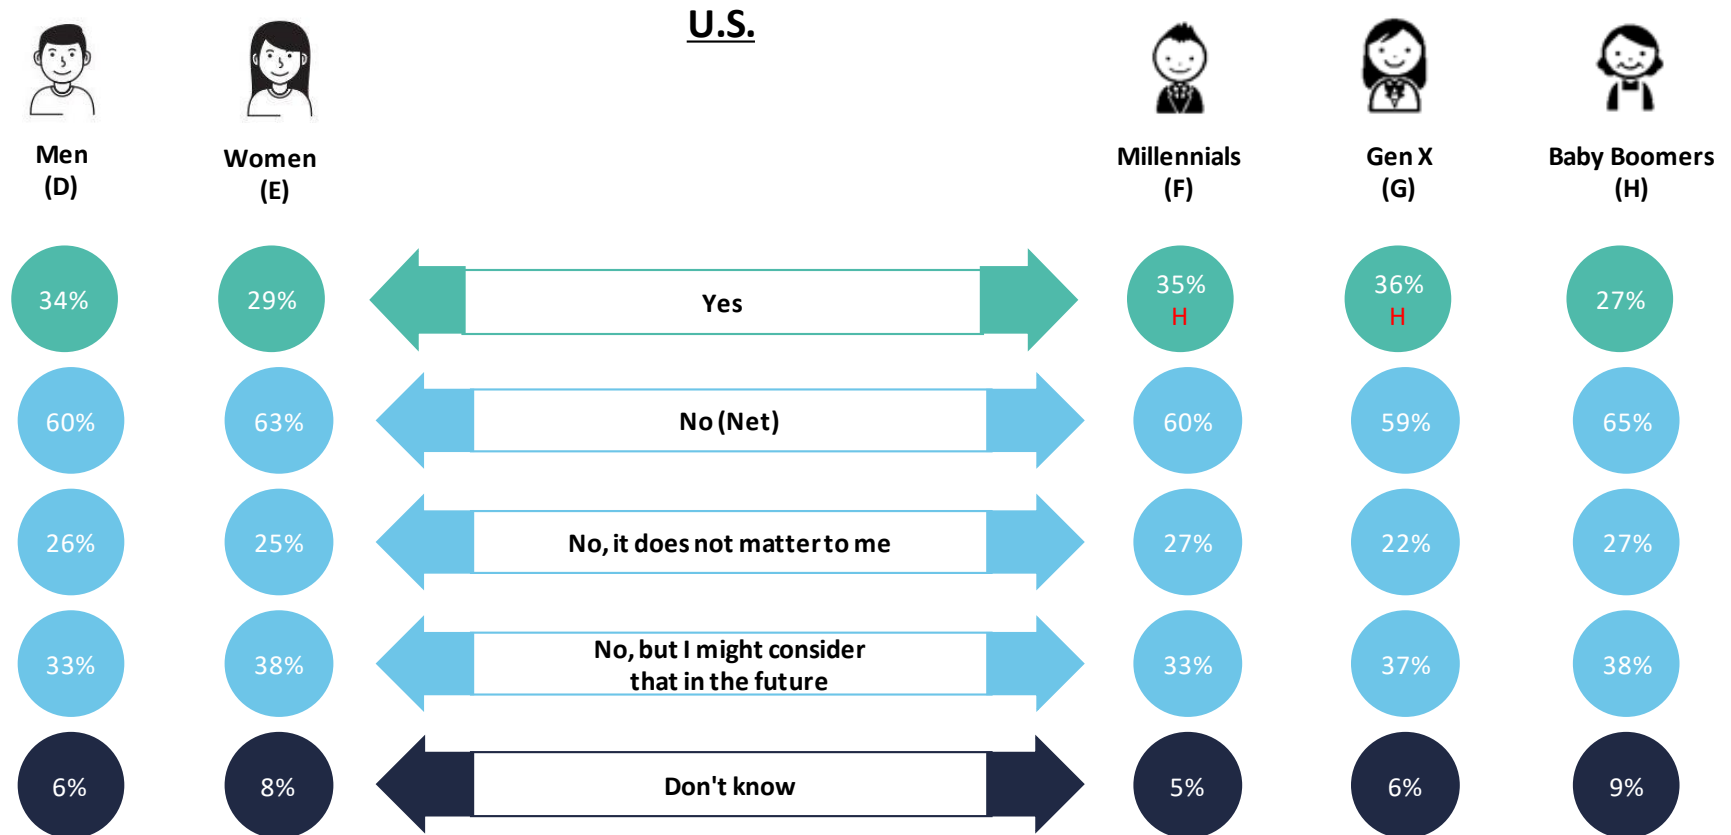 U.S.
Men
(D)
Women
(E)
Millennials
(F)
Gen X
(G)
Baby Boomers
(H)
34%
29%
Yes
35%
H
36%
H
27%
60%
63%
No (Net)
60%
59%
65%
26%
25%
No, it does not matter to me
27%
22%
27%
33%
38%
No, but I might consider
that in the future
33%
37%
38%
6%
8%
Don't know
5%
6%
9%